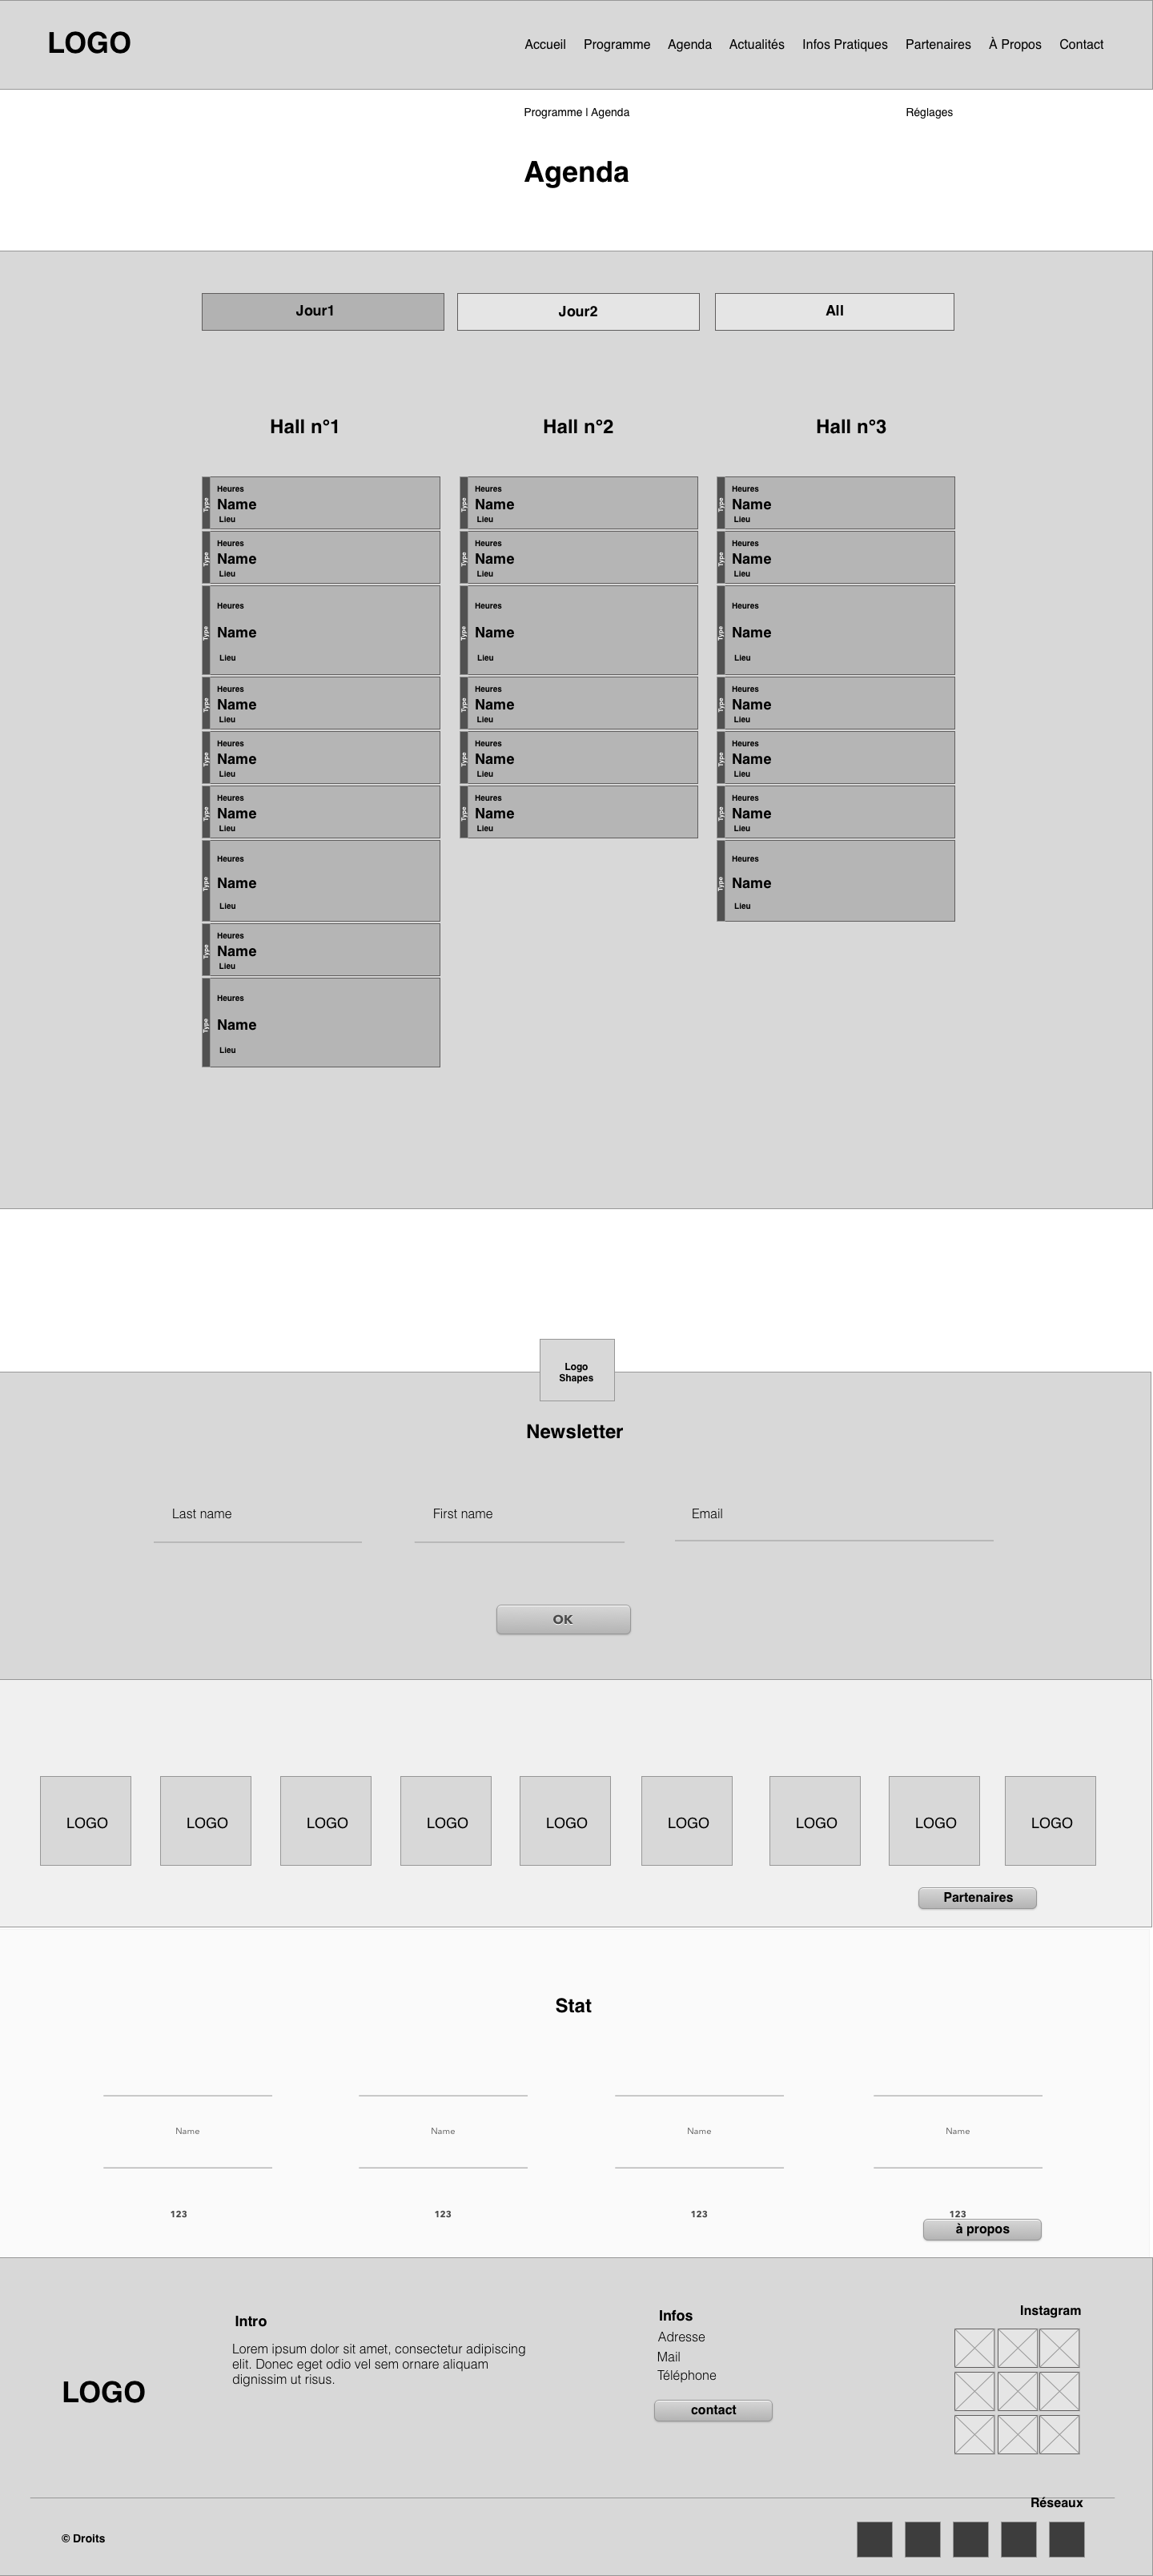 LOGO
Accueil Programme Agenda Actualités Infos Pratiques Partenaires À Propos Contact
Programme | Agenda
Réglages
Agenda
Jour1
Jour2
All
Hall n°1
Hall n°2
Hall n°3
Type
Heures
Name
Lieu
Type
Heures
Name
Lieu
Type
Heures
Name
Lieu
Type
Heures
Name
Lieu
Type
Heures
Name
Lieu
Type
Heures
Name
Lieu
Type
Heures
Name
Lieu
Type
Heures
Name
Lieu
Type
Heures
Name
Lieu
Type
Heures
Name
Lieu
Type
Heures
Name
Lieu
Type
Heures
Name
Lieu
Type
Heures
Name
Lieu
Type
Heures
Name
Lieu
Type
Heures
Name
Lieu
Type
Heures
Name
Lieu
Type
Heures
Name
Lieu
Type
Heures
Name
Lieu
Type
Heures
Name
Lieu
Type
Heures
Name
Lieu
Type
Heures
Name
Lieu
Type
Heures
Name
Lieu
Logo
Shapes
Newsletter
Last name
First name
Email
OK
LOGO
LOGO
LOGO
LOGO
LOGO
LOGO
LOGO
LOGO
LOGO
Partenaires
Stat
Name
Name
Name
Name
123
123
123
123
à propos
LOGO
Intro
Lorem ipsum dolor sit amet, consectetur adipiscing
elit. Donec eget odio vel sem ornare aliquam
dignissim ut risus.
Infos
Adresse
Mail
Téléphone
contact
Instagram
Réseaux
© Droits